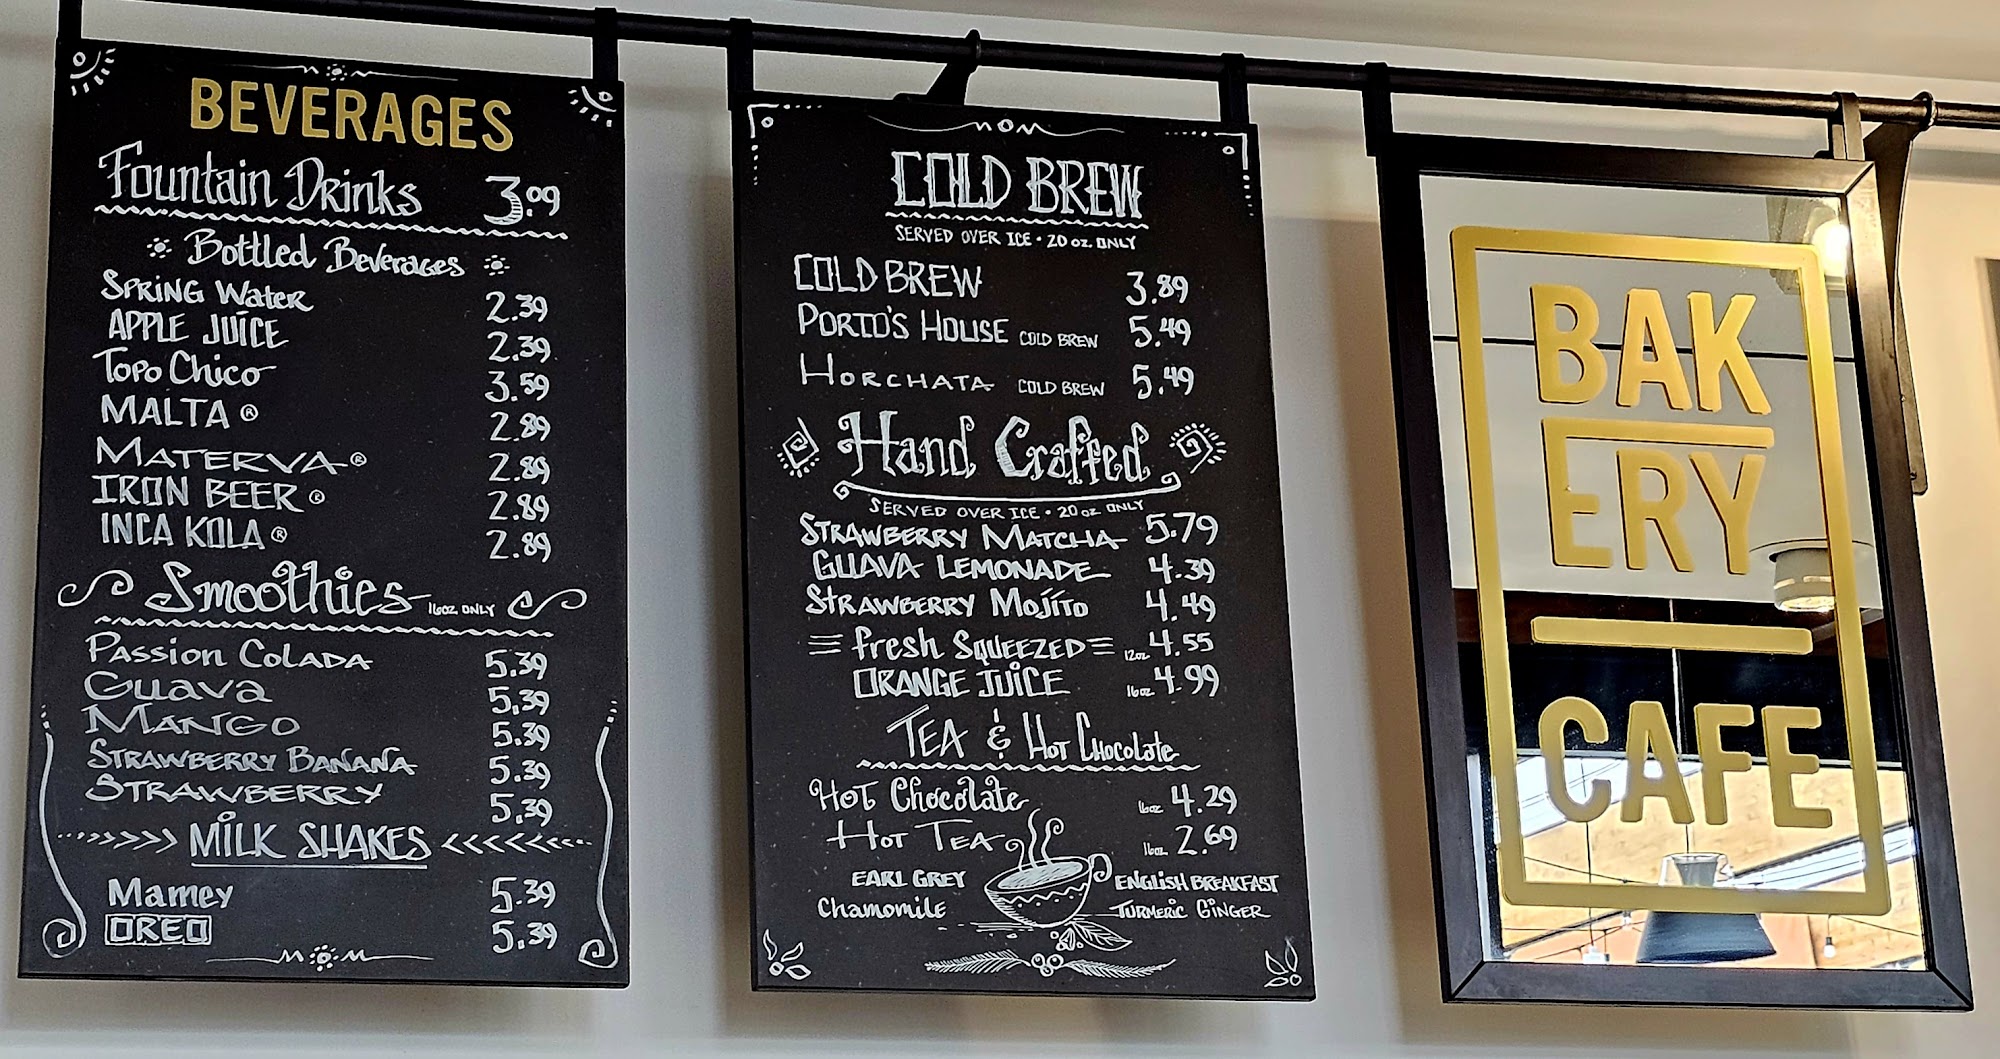 BEVERAGES
Fountain Drinks 3.09
Bottled Beverages
Spring Water 2.39
APPLE JUICE 2.39
Topo Chico 3.59
MALTA ® 2.89
MATERVA ® 2.89
IRON BEER ® 2.89
INCA KOLA ® 2.89
Smoothies 16oz ONLY
Passion Colada 5.39
Guava 5.39
MANGO 5.39
STRAWBERRY BANANA 5.39
STRAWBERRY 5.39
MILK SHAKES
Mamey 5.39
OREO 5.39
COLD BREW
SERVED OVER ICE • 20 oz ONLY
COLD BREW 3.89
PORTO'S HOUSE COLD BREW 5.49
HORCHATA COLD BREW 5.49
Hand Crafted
SERVED OVER ICE • 20 oz ONLY
STRAWBERRY MATCHA 5.79
GUAVA LEMONADE 4.39
STRAWBERRY MOJITO 4.49
fresh SQUEEZED 12oz 4.55
ORANGE JUICE 16oz 4.99
TEA & Hot Chocolate
Hot Chocolate 16oz 4.29
HOT TEA 16oz 2.69
EARL GREY ENGLISH BREAKFAST
Chamomile TURMERIC GINGER
BAK
ERY
CAFE